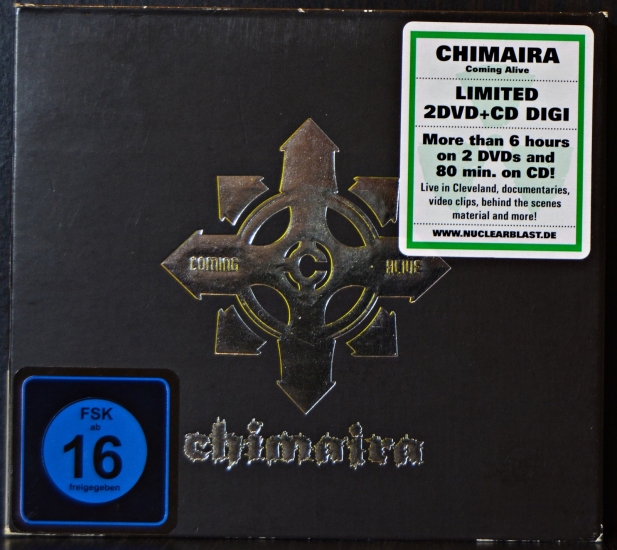 CHIMAIRA
Coming Alive
LIMITED
2DVD+CD DIGI
More than 6 hours
on 2 DVDs and
80 min. on CD!
Live in Cleveland, documentaries,
video clips, behind the scenes
material and more!
WWW.NUCLEARBLAST.DE
COMING C ALIVE
chimaira
FSK
ab
16
freigegeben